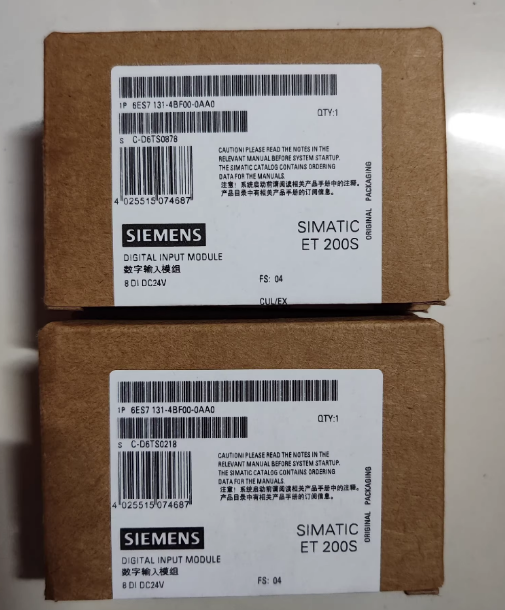 1P 6ES7 131-4BF00-0AA0
QTY:1
S C-D6TS0878
CAUTION! PLEASE READ THE NOTES IN THE
RELEVANT MANUAL BEFORE SYSTEM STARTUP.
THE SIMATIC CATALOG CONTAINS ORDERING
DATA FOR THE MANUALS.
注意！系统启动前请阅读相关产品手册中的注释。
产品目录中有相关产品手册的订阅信息。
4 025515 074687
ORIGINAL PACKAGING
SIEMENS
SIMATIC
ET 200S
DIGITAL INPUT MODULE
数字输入模组
8 DI DC24V
FS: 04
CUL/EX
1P 6ES7 131-4BF00-0AA0
QTY:1
S C-D6TS0218
CAUTION! PLEASE READ THE NOTES IN THE
RELEVANT MANUAL BEFORE SYSTEM STARTUP.
THE SIMATIC CATALOG CONTAINS ORDERING
DATA FOR THE MANUALS.
注意！系统启动前请阅读相关产品手册中的注释。
产品目录中有相关产品手册的订阅信息。
4 025515 074687
ORIGINAL PACKAGING
SIEMENS
SIMATIC
ET 200S
DIGITAL INPUT MODULE
数字输入模组
8 DI DC24V
FS: 04